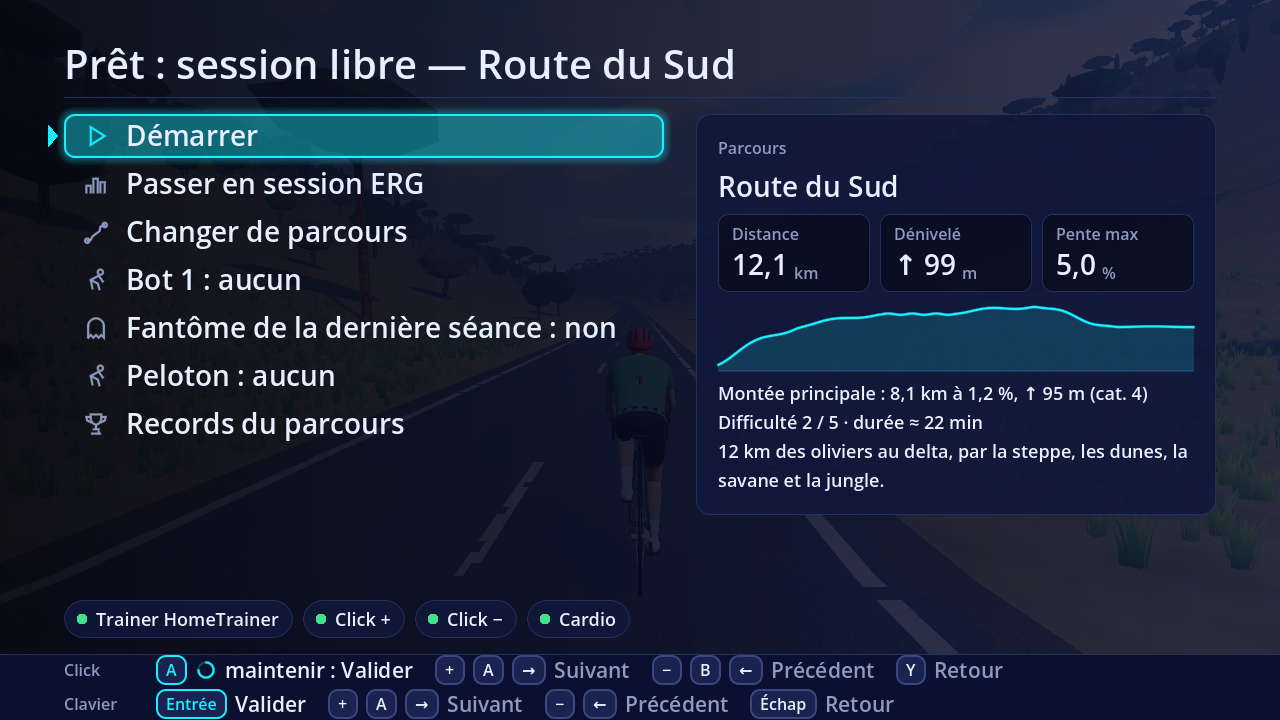 Prêt : session libre — Route du Sud
Démarrer
Passer en session ERG
Changer de parcours
Bot 1 : aucun
Fantôme de la dernière séance : non
Peloton : aucun
Records du parcours
Parcours
Route du Sud
Distance
12,1 km
Dénivelé
↑ 99 m
Pente max
5,0 %
Montée principale : 8,1 km à 1,2 %, ↑ 95 m (cat. 4)
Difficulté 2 / 5 · durée ≈ 22 min
12 km des oliviers au delta, par la steppe, les dunes, la
savane et la jungle.
Trainer HomeTrainer
Click +
Click −
Cardio
Click A maintenir : Valider + A → Suivant − B ← Précédent Y Retour
Clavier Entrée Valider + A → Suivant − ← Précédent Échap Retour